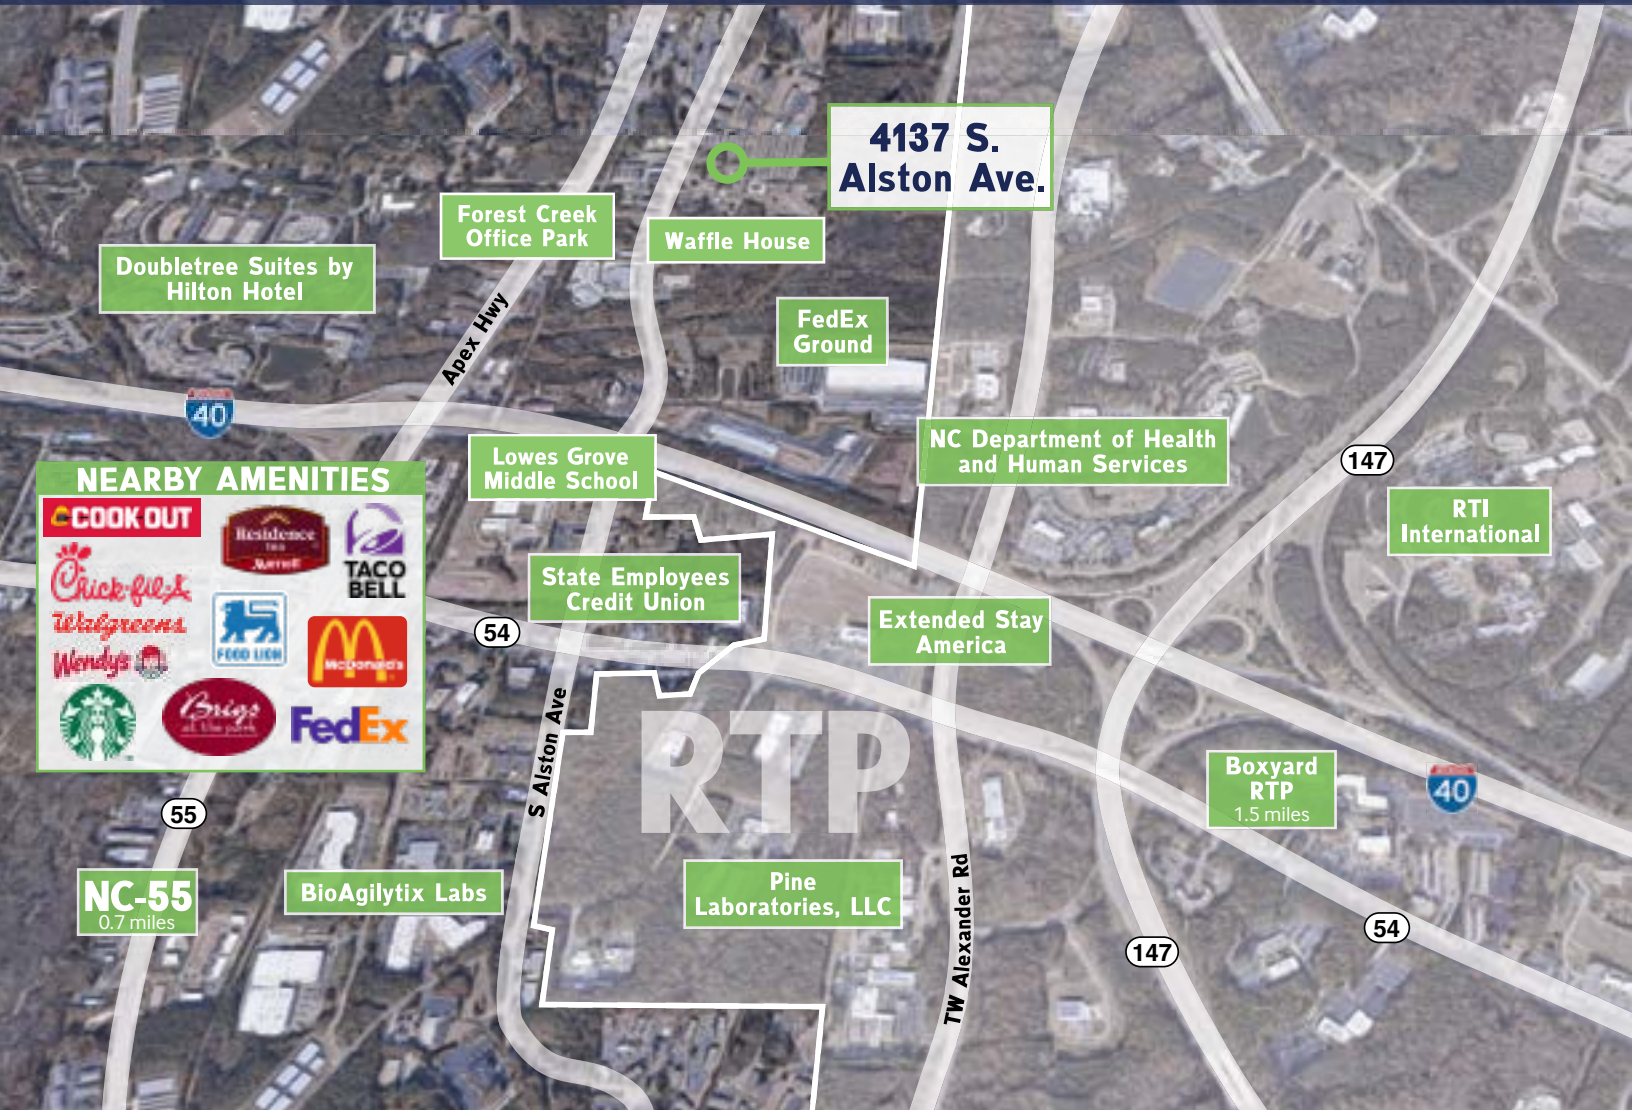 4137 S.
Alston Ave.
Forest Creek
Office Park
Waffle House
Doubletree Suites by
Hilton Hotel
FedEx
Ground
Apex Hwy
40
NC Department of Health
and Human Services
Lowes Grove
Middle School
147
RTI
International
NEARBY AMENITIES
COOK OUT
Residence
Inn
Marriott
TACO
BELL
Chick-fil-A
Walgreens
FOOD LION
McDonald's
Wendy's
Brigs
at the park
FedEx
State Employees
Credit Union
54
Extended Stay
America
S Alston Ave
RTP
Boxyard
RTP
1.5 miles
40
55
NC-55
0.7 miles
BioAgilytix Labs
Pine
Laboratories, LLC
TW Alexander Rd
147
54